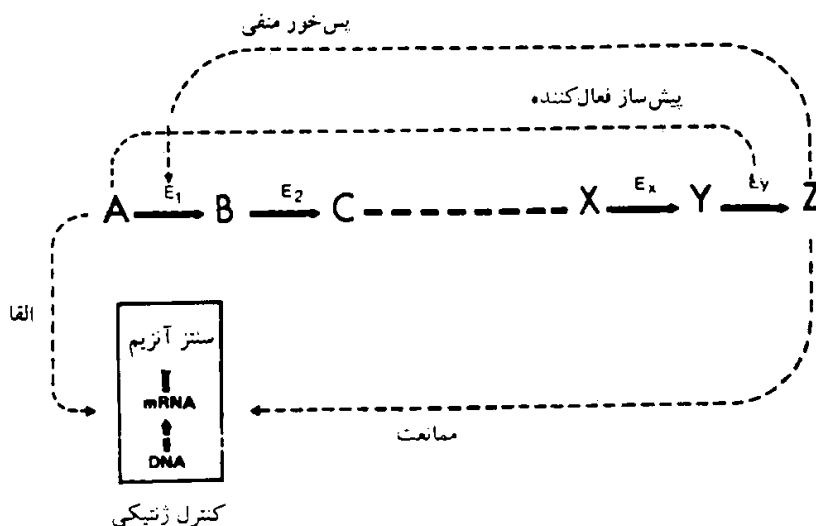 پس‌خور منفی
پیش‌ساز فعال‌کننده
E1 E2 Ex Ey
A B C X Y Z
القا
سنتز آنزیم
mRNA
DNA
ممانعت
کنترل ژنتیکی